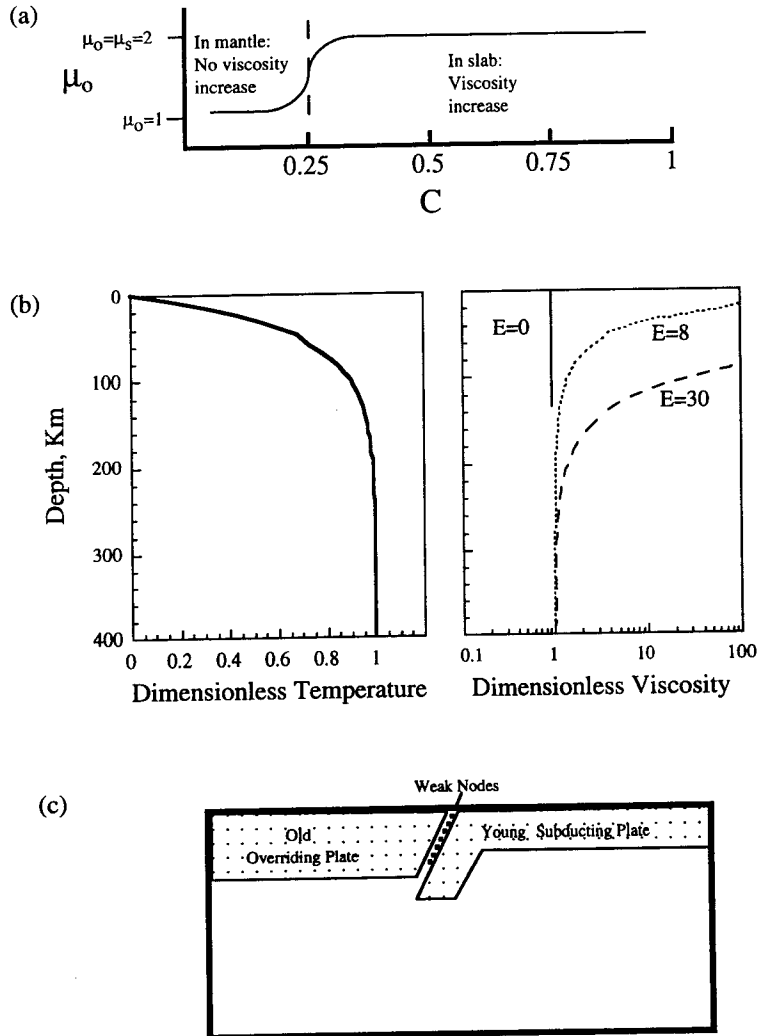 (a)
μo=μs=2
μo
μo=1
In mantle:
No viscosity
increase
In slab:
Viscosity
increase
0.25
0.5
0.75
1
C
(b)
0
100
200
300
400
Depth, Km
0
0.2
0.4
0.6
0.8
1
Dimensionless Temperature
E=0
E=8
E=30
0.1
1
10
100
Dimensionless Viscosity
(c)
Weak Nodes
Old
Overriding Plate
Young Subducting Plate